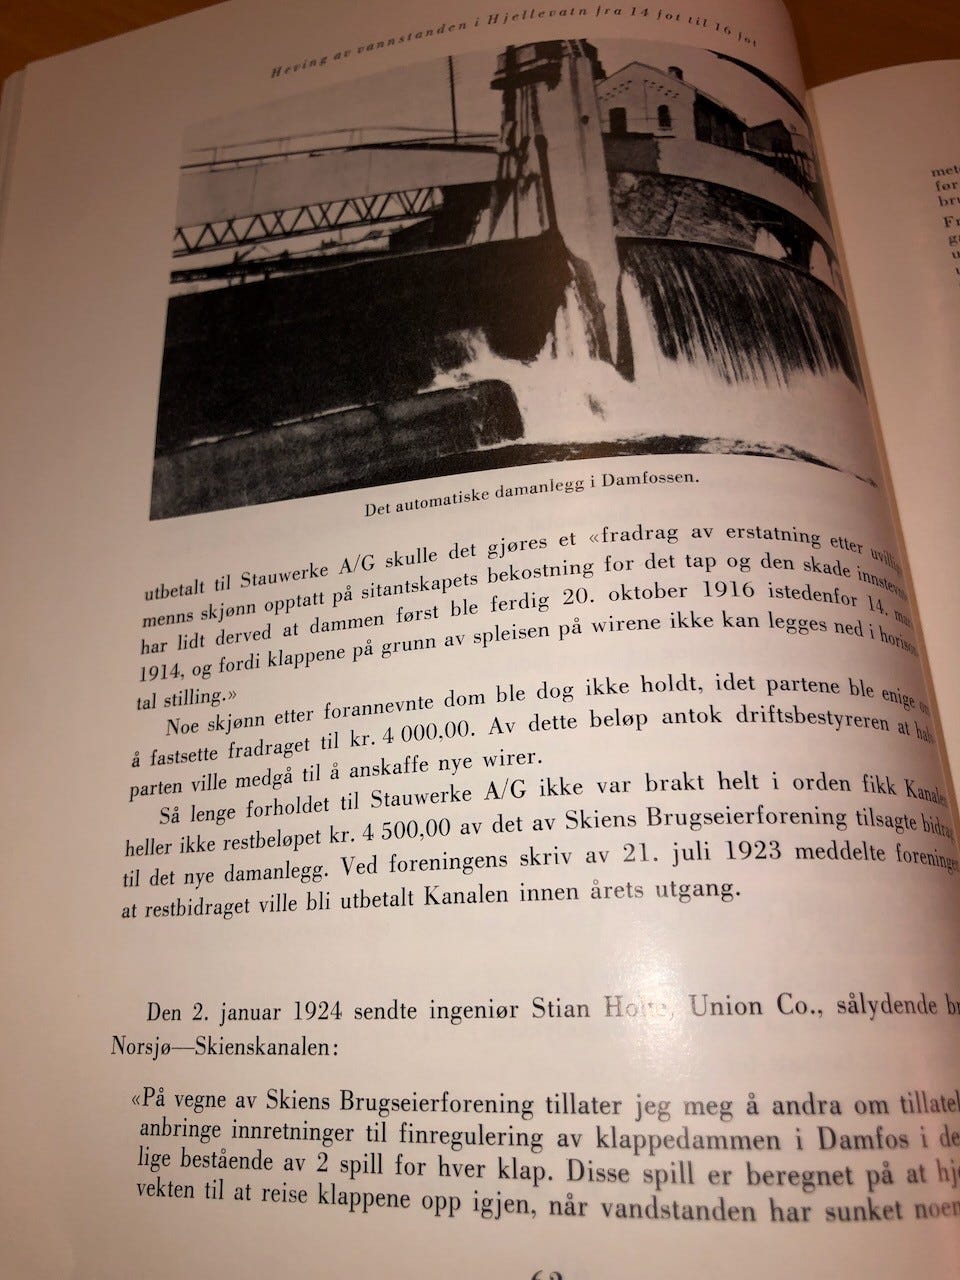 Heving av vannstanden i Hjellevatn fra 14 fot til 16 fot
Det automatiske damanlegg i Damfossen.
utbetalt til Stauwerke A/G skulle det gjøres et «fradrag av erstatning etter
menns skjønn opptatt på sitantskapets bekostning for det tap og den skade
har lidt derved at dammen først ble ferdig 20. oktober 1916 istedenfor 14.
1914, og fordi klappene på grunn av spleisen på wirene ikke kan legges ned i
tal stilling.»
Noe skjønn etter forannevnte dom ble dog ikke holdt, idet partene ble enige
å fastsette fradraget til kr. 4 000,00. Av dette beløp antok driftsbestyreren at
parten ville medgå til å anskaffe nye wirer.
Så lenge forholdet til Stauwerke A/G ikke var brakt helt i orden fikk
heller ikke restbeløpet kr. 4 500,00 av det av Skiens Brugseierforening tilsagte
til det nye damanlegg. Ved foreningens skriv av 21. juli 1923 meddelte
at restbidraget ville bli utbetalt Kanalen innen årets utgang.
Den 2. januar 1924 sendte ingeniør Stian Union Co., sålydende
Norsjø—Skienskanalen:
«På vegne av Skiens Brugseierforening tillater jeg meg å andra om
anbringe innretninger til finregulering av klappedammen i Damfos i
lige bestående av 2 spill for hver klap. Disse spill er beregnet på at
vekten til at reise klappene opp igjen, når vandstanden har sunket
met
før